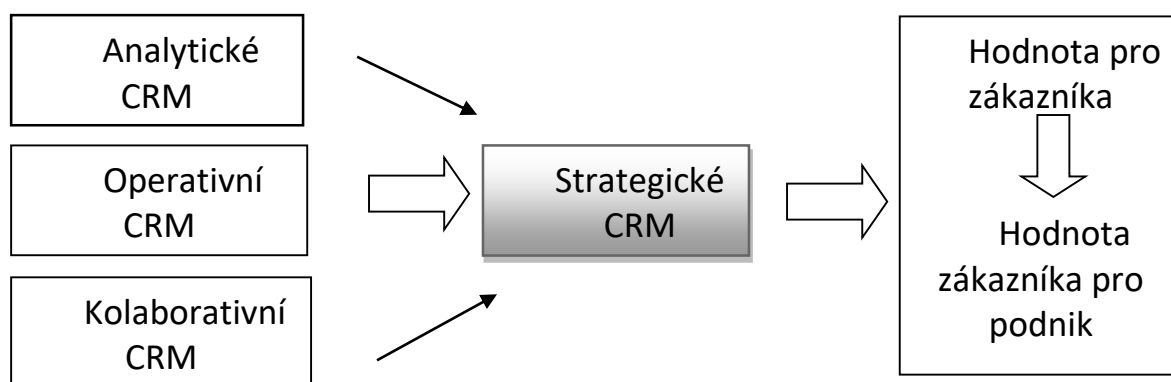 Analytické
CRM
Operativní
CRM
Kolaborativní
CRM
Strategické
CRM
Hodnota pro
zákazníka
Hodnota
zákazníka pro
podnik